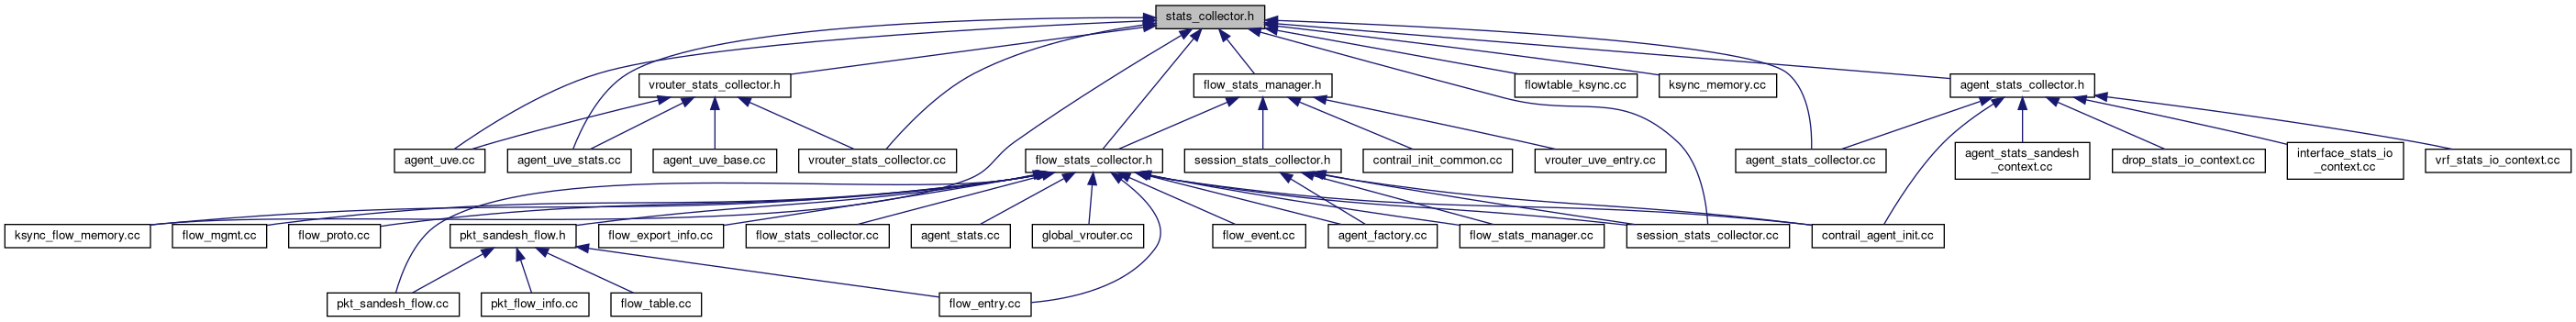 stats_collector.h
vrouter_stats_collector.h
flow_stats_manager.h
flowtable_ksync.cc
ksync_memory.cc
agent_stats_collector.h
agent_uve.cc
agent_uve_stats.cc
agent_uve_base.cc
vrouter_stats_collector.cc
flow_stats_collector.h
session_stats_collector.h
contrail_init_common.cc
vrouter_uve_entry.cc
agent_stats_collector.cc
agent_stats_sandesh
_context.cc
drop_stats_io_context.cc
interface_stats_io
_context.cc
vrf_stats_io_context.cc
ksync_flow_memory.cc
flow_mgmt.cc
flow_proto.cc
pkt_sandesh_flow.h
flow_export_info.cc
flow_stats_collector.cc
agent_stats.cc
global_vrouter.cc
flow_event.cc
agent_factory.cc
flow_stats_manager.cc
session_stats_collector.cc
contrail_agent_init.cc
pkt_sandesh_flow.cc
pkt_flow_info.cc
flow_table.cc
flow_entry.cc